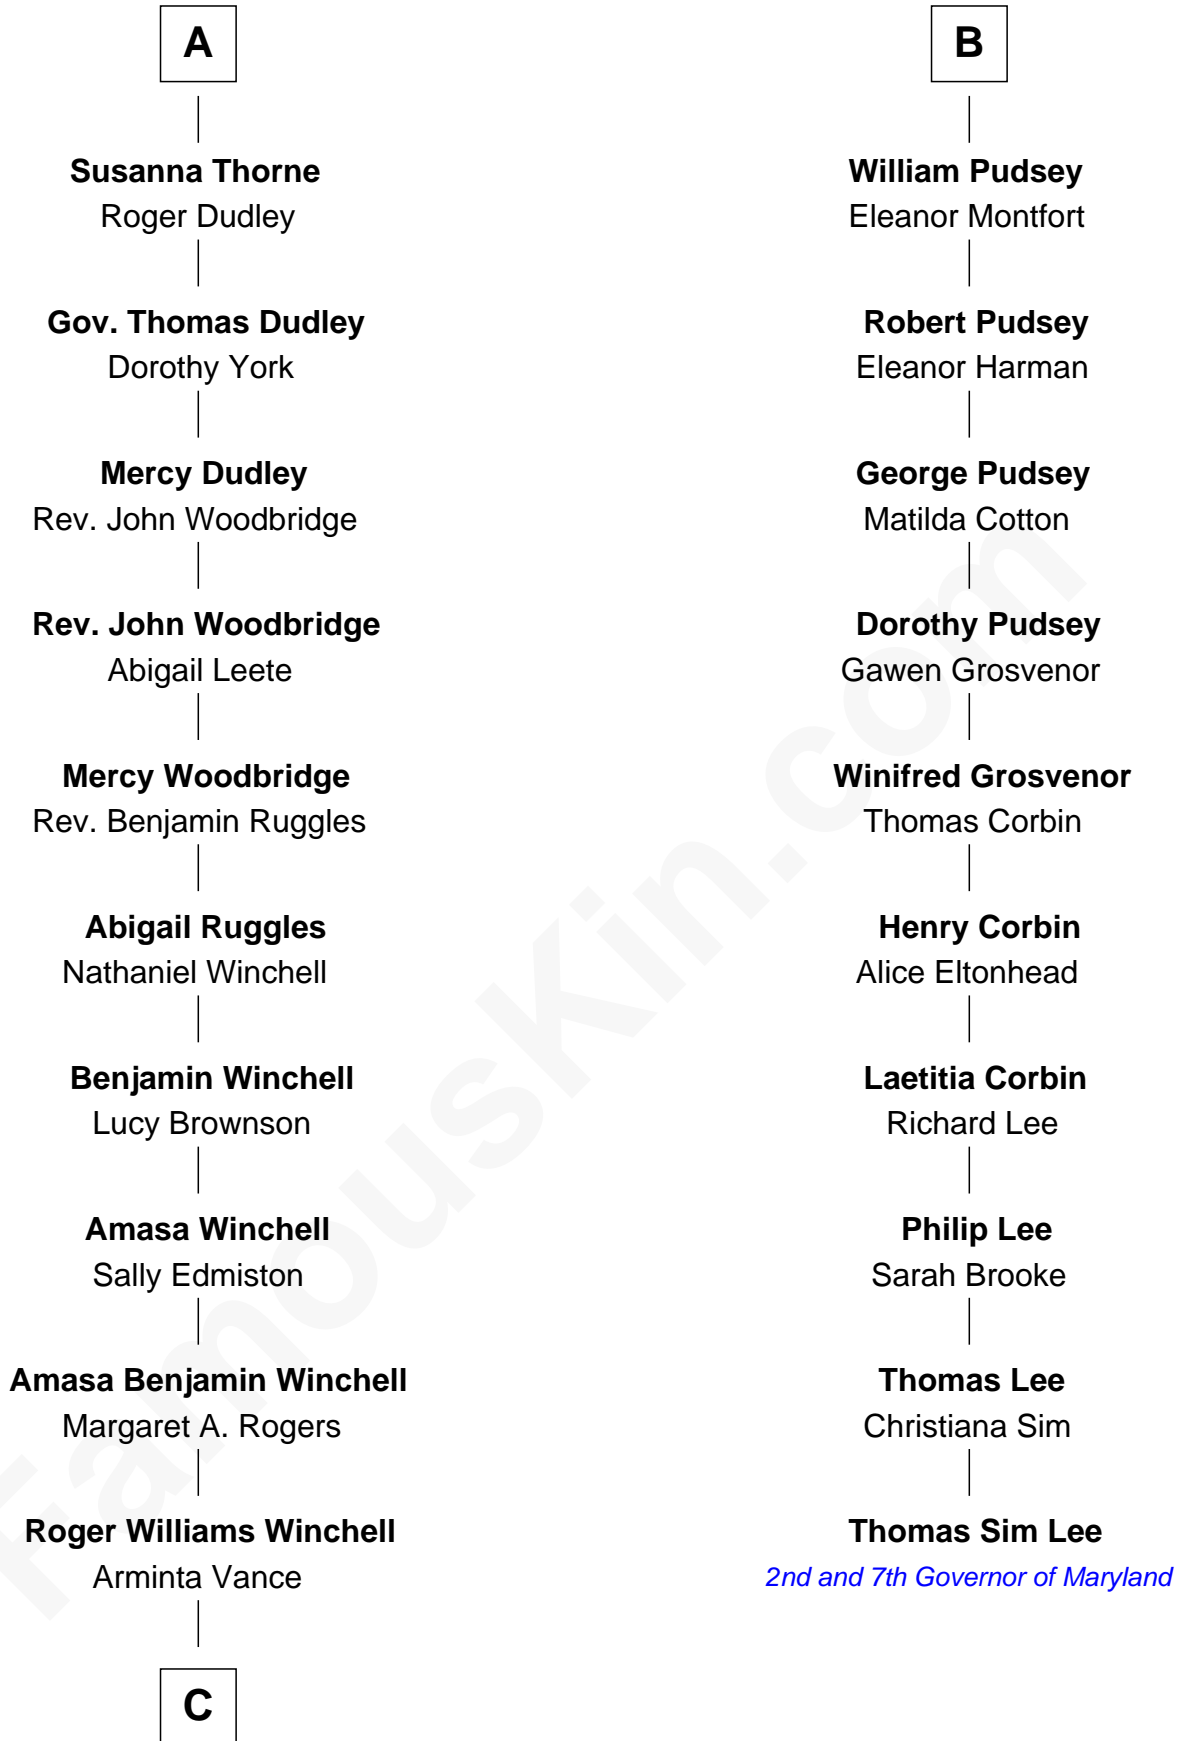 A
Susanna Thorne
Roger Dudley
Gov. Thomas Dudley
Dorothy York
Mercy Dudley
Rev. John Woodbridge
Rev. John Woodbridge
Abigail Leete
Mercy Woodbridge
Rev. Benjamin Ruggles
Abigail Ruggles
Nathaniel Winchell
Benjamin Winchell
Lucy Brownson
Amasa Winchell
Sally Edmiston
Amasa Benjamin Winchell
Margaret A. Rogers
Roger Williams Winchell
Arminta Vance
C
B
William Pudsey
Eleanor Montfort
Robert Pudsey
Eleanor Harman
George Pudsey
Matilda Cotton
Dorothy Pudsey
Gawen Grosvenor
Winifred Grosvenor
Thomas Corbin
Henry Corbin
Alice Eltonhead
Laetitia Corbin
Richard Lee
Philip Lee
Sarah Brooke
Thomas Lee
Christiana Sim
Thomas Sim Lee
2nd and 7th Governor of Maryland
FamousKin.com